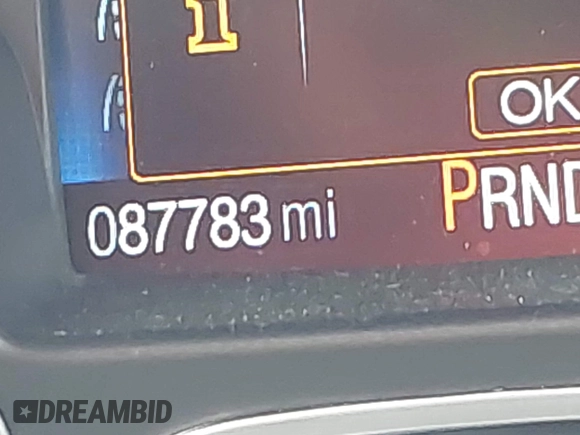 i
OK
087783 mi PRND
DREAMBID